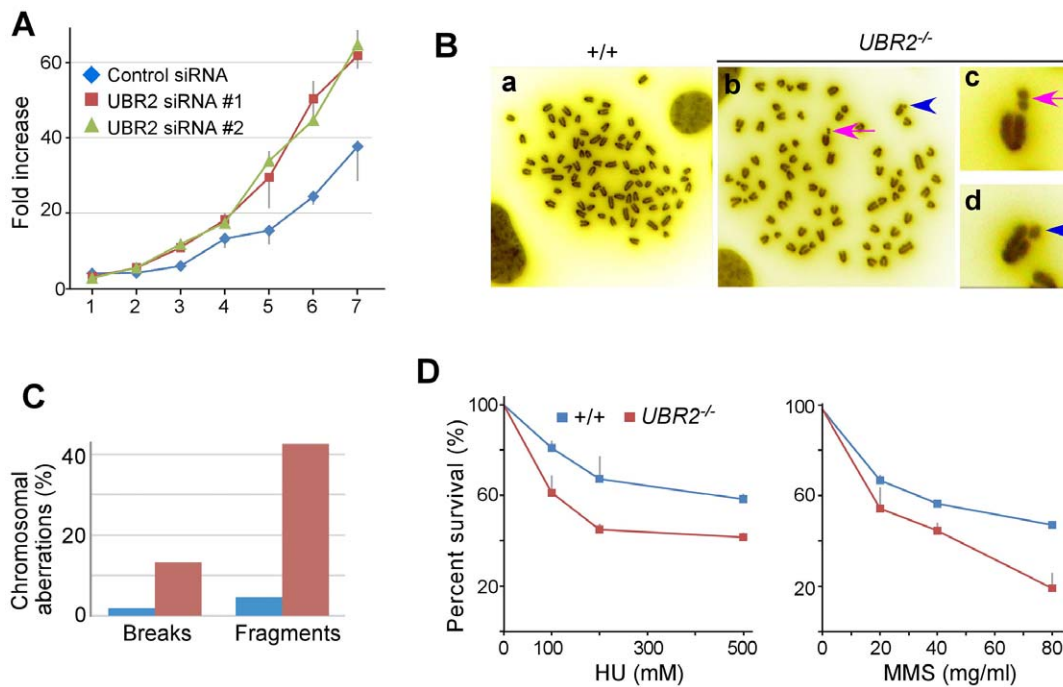 A
Fold increase
60
40
20
0
Control siRNA
UBR2 siRNA #1
UBR2 siRNA #2
1 2 3 4 5 6 7
B
+/+ UBR2-/-
a b c
d
C
Chromosomal
aberrations (%)
40
20
0
Breaks Fragments
D
Percent survival (%)
100
60
20
+/+ UBR2-/-
0 100 300 500
HU (mM)
100
60
20
0 20 40 60 80
MMS (mg/ml)